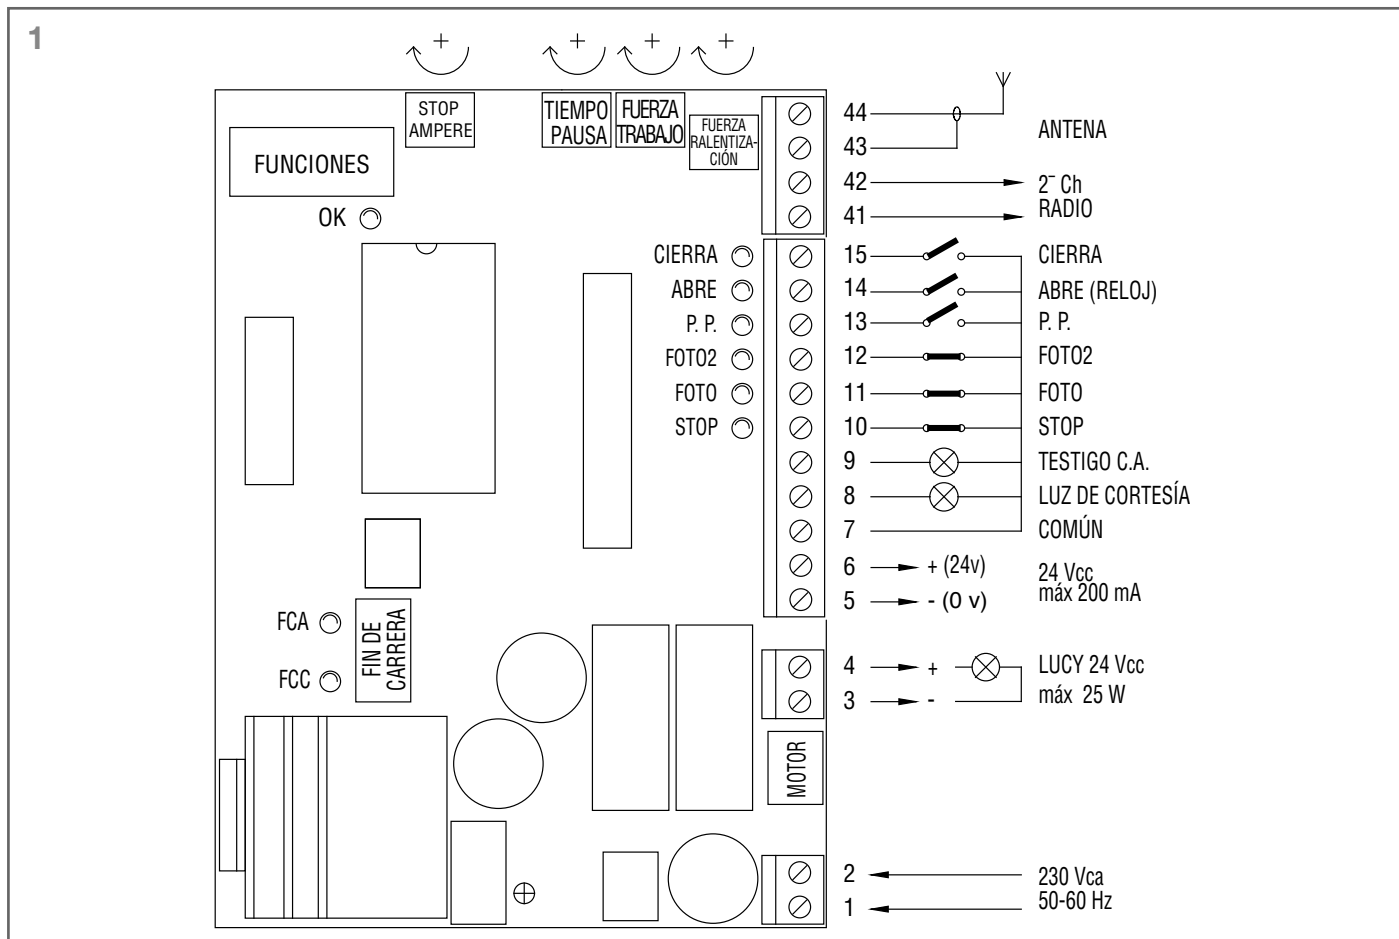 1
+ + + +
STOP
AMPERE
TIEMPO
PAUSA
FUERZA
TRABAJO
FUERZA
RALENTIZA-
CIÓN
FUNCIONES
OK
44
43
ANTENA
42
41
2¯ Ch
RADIO
CIERRA 15 CIERRA
ABRE 14 ABRE (RELOJ)
P. P. 13 P. P.
FOTO2 12 FOTO2
FOTO 11 FOTO
STOP 10 STOP
9 TESTIGO C.A.
8 LUZ DE CORTESÍA
7 COMÚN
6 + (24v)
5 - (0 v)
24 Vcc
máx 200 mA
FCA
FCC
FIN DE
CARRERA
4 + LUCY 24 Vcc
3 - máx 25 W
MOTOR
2
1
230 Vca
50-60 Hz